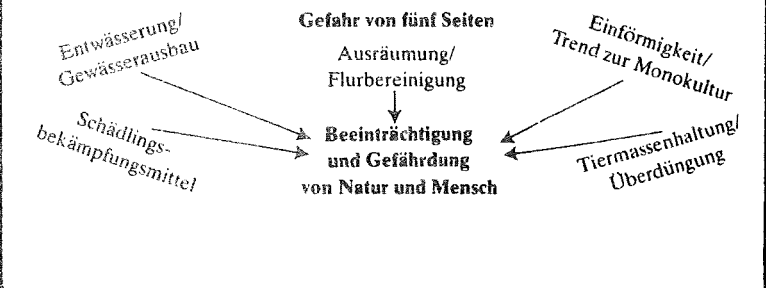 Gefahr von fünf Seiten
Entwässerung/
Gewässerausbau
Ausräumung/
Flurbereinigung
Einförmigkeit/
Trend zur Monokultur
Schädlings-
bekämpfungsmittel
Beeinträchtigung
und Gefährdung
von Natur und Mensch
Tiermassenhaltung/
Überdüngung